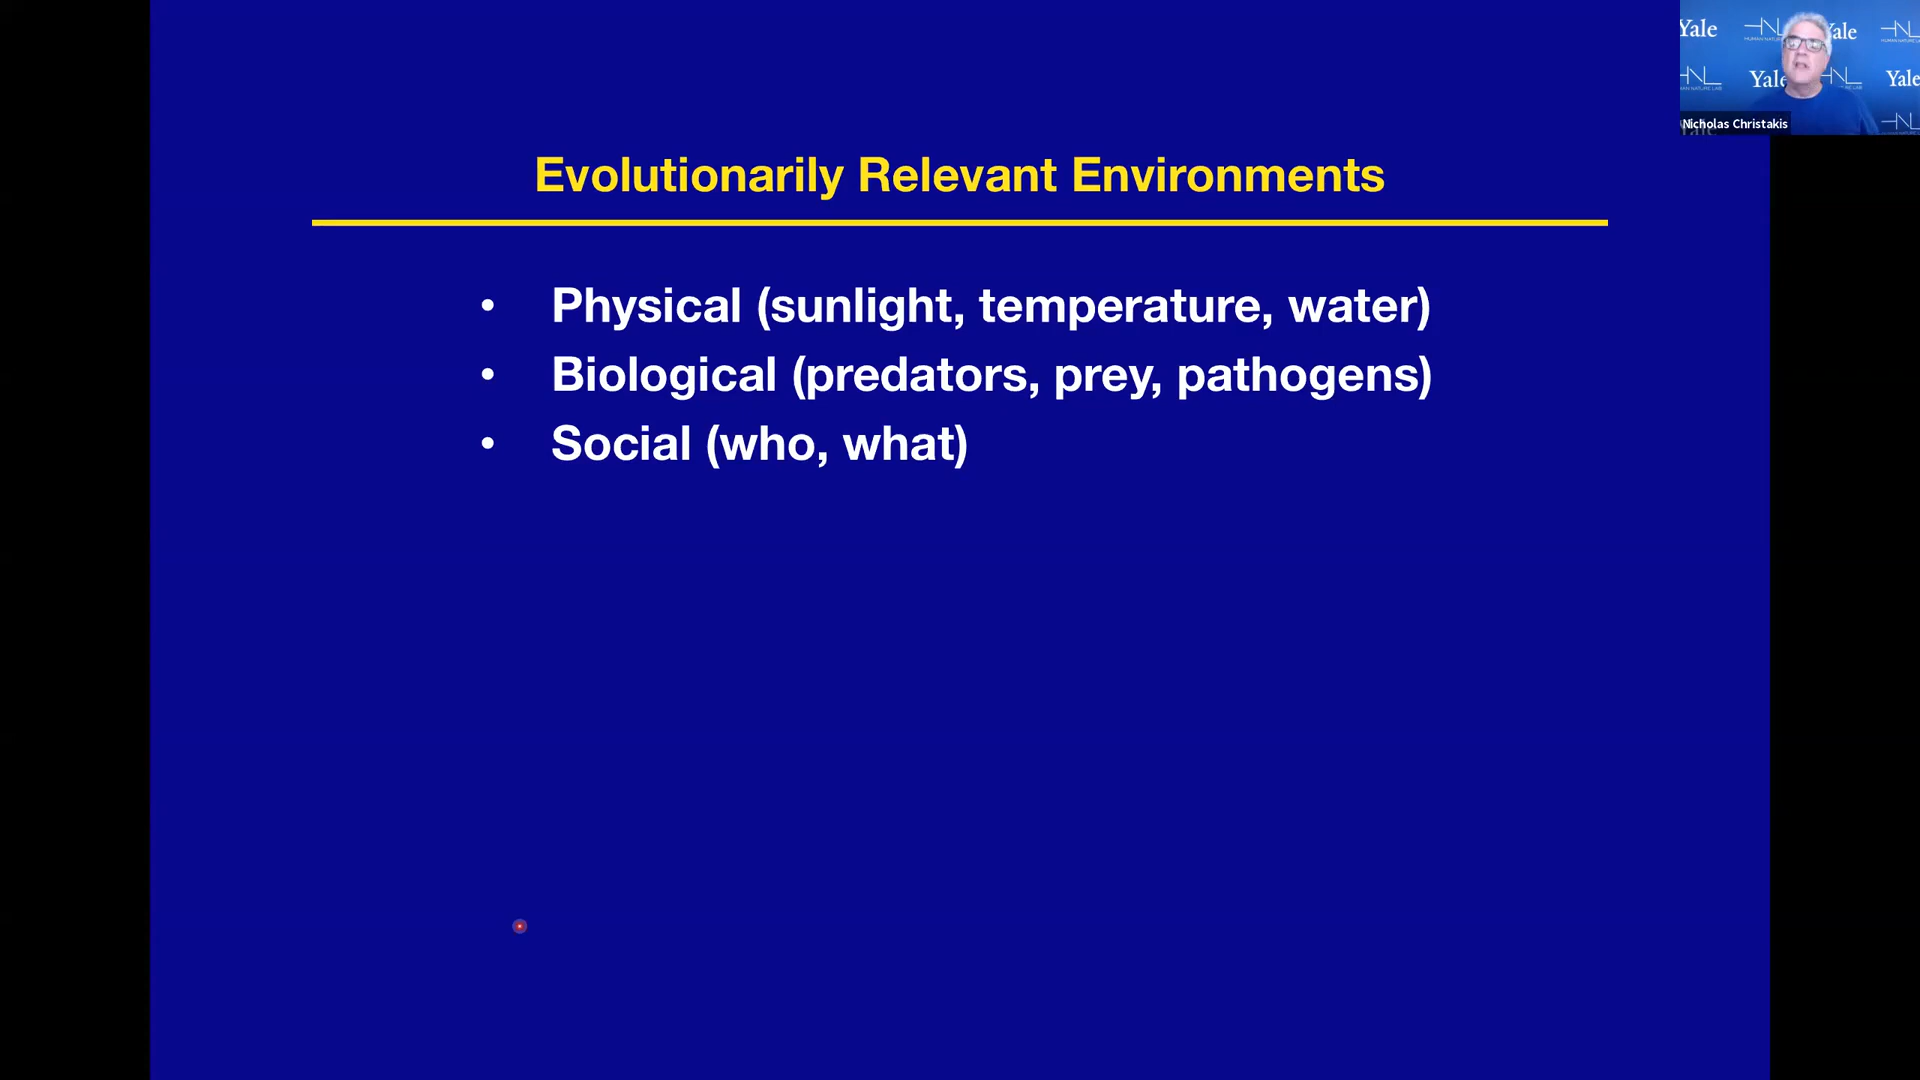 Evolutionarily Relevant Environments
• Physical (sunlight, temperature, water)
• Biological (predators, prey, pathogens)
• Social (who, what)
Yale
Yale
Yale
Yale
Nicholas Christakis